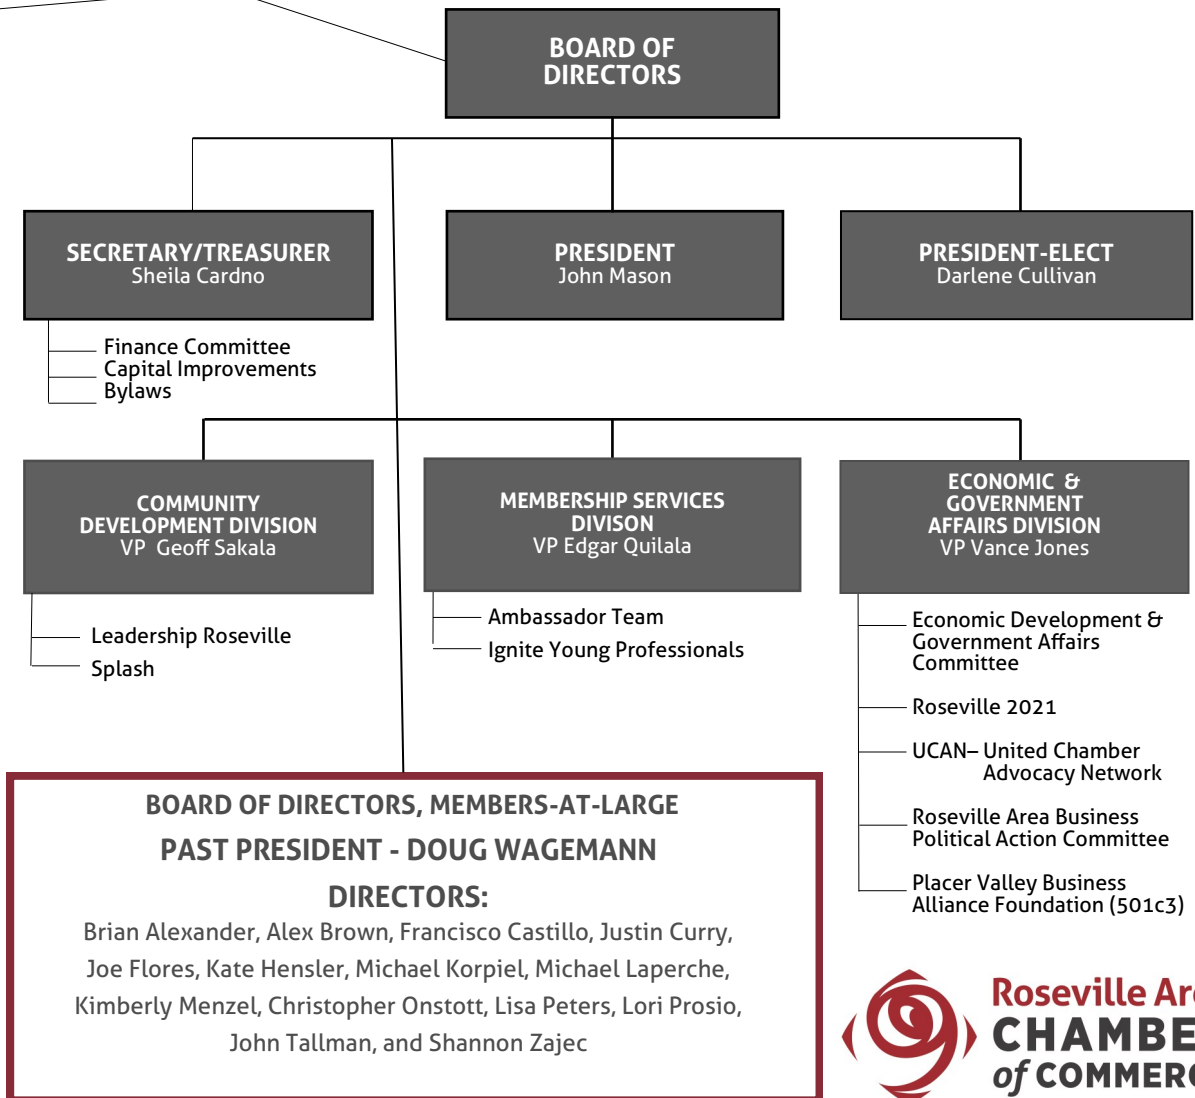 BOARD OF
DIRECTORS
SECRETARY/TREASURER
Sheila Cardno
PRESIDENT
John Mason
PRESIDENT-ELECT
Darlene Cullivan
Finance Committee
Capital Improvements
Bylaws
COMMUNITY
DEVELOPMENT DIVISION
VP Geoff Sakala
MEMBERSHIP SERVICES
DIVISON
VP Edgar Quilala
ECONOMIC &
GOVERNMENT
AFFAIRS DIVISION
VP Vance Jones
Leadership Roseville
Splash
Ambassador Team
Ignite Young Professionals
Economic Development &
Government Affairs
Committee
Roseville 2021
UCAN– United Chamber
Advocacy Network
Roseville Area Business
Political Action Committee
Placer Valley Business
Alliance Foundation (501c3)
BOARD OF DIRECTORS, MEMBERS-AT-LARGE
PAST PRESIDENT - DOUG WAGEMANN
DIRECTORS:
Brian Alexander, Alex Brown, Francisco Castillo, Justin Curry,
Joe Flores, Kate Hensler, Michael Korpiel, Michael Laperche,
Kimberly Menzel, Christopher Onstott, Lisa Peters, Lori Prosio,
John Tallman, and Shannon Zajec
Roseville Ar
CHAMBE
of COMMERC